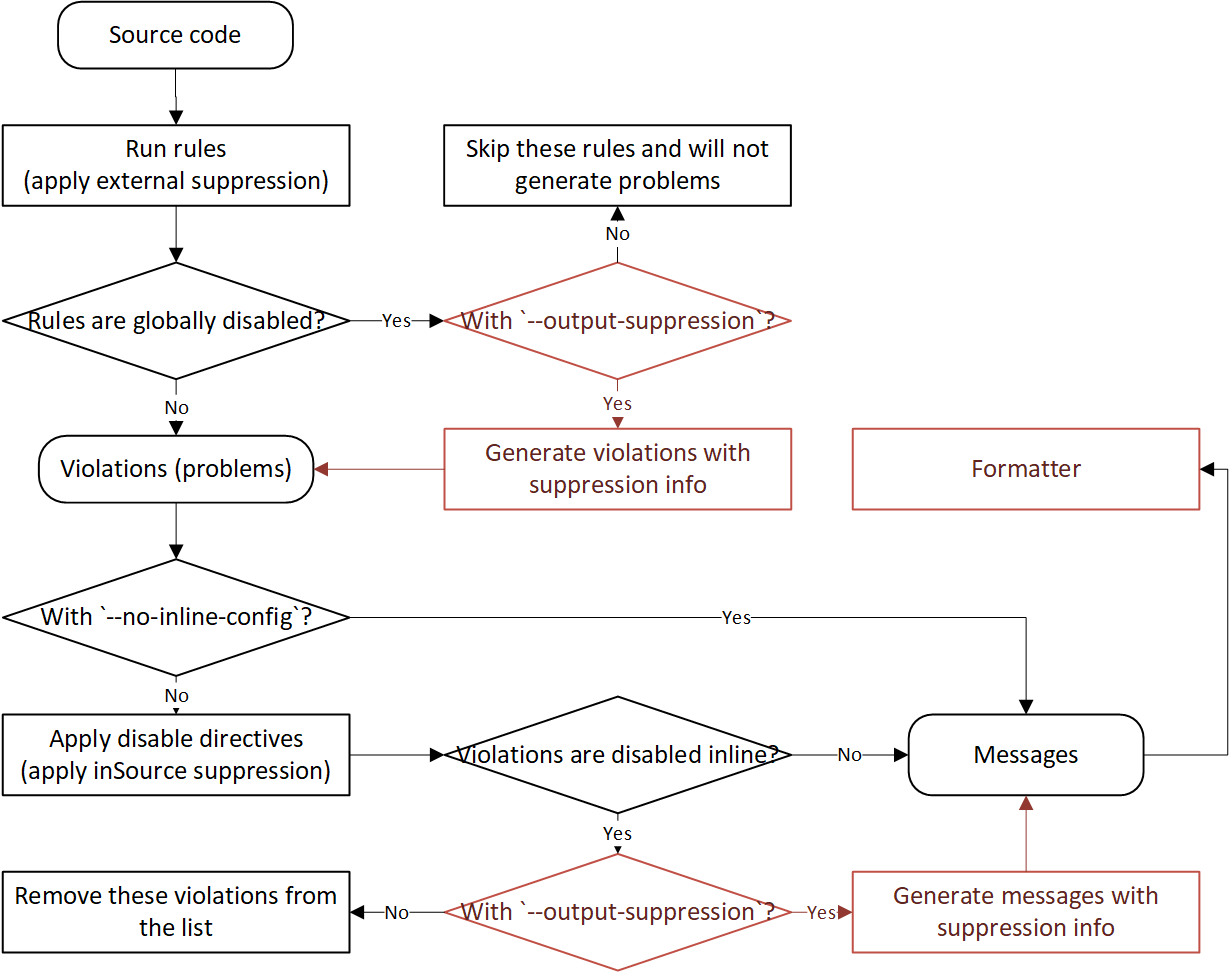 Source code
Run rules
(apply external suppression)
Skip these rules and will not
generate problems
No
Rules are globally disabled?
Yes
With `--output-suppression`?
No
Yes
Violations (problems)
Generate violations with
suppression info
Formatter
With `--no-inline-config`?
Yes
No
Apply disable directives
(apply inSource suppression)
Violations are disabled inline?
No
Messages
Yes
Remove these violations from
the list
No
With `--output-suppression`?
Yes
Generate messages with
suppression info